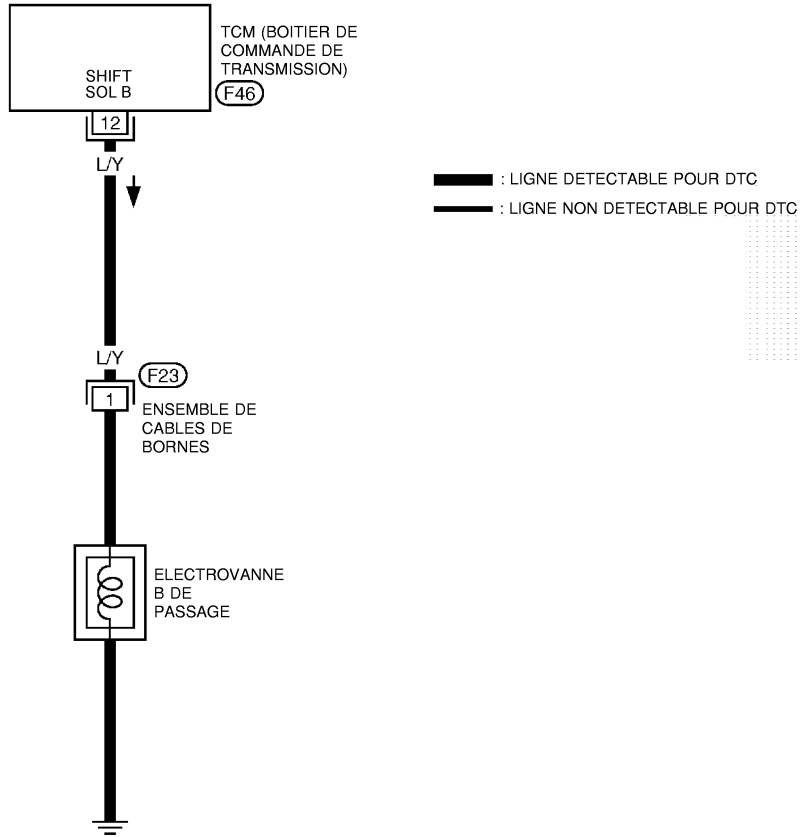 TCM (BOITIER DE
COMMANDE DE
TRANSMISSION)
SHIFT
SOL B
F46
12
L/Y
: LIGNE DETECTABLE POUR DTC
: LIGNE NON DETECTABLE POUR DTC
L/Y
F23
1
ENSEMBLE DE
CABLES DE
BORNES
ELECTROVANNE
B DE
PASSAGE